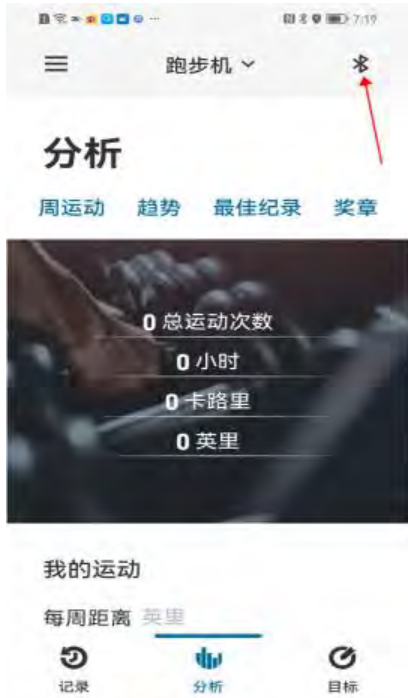 7:19
跑步机
分析
周运动 趋势 最佳纪录 奖章
0 总运动次数
0 小时
0 卡路里
0 英里
我的运动
每周距离 英里
记录 分析 目标